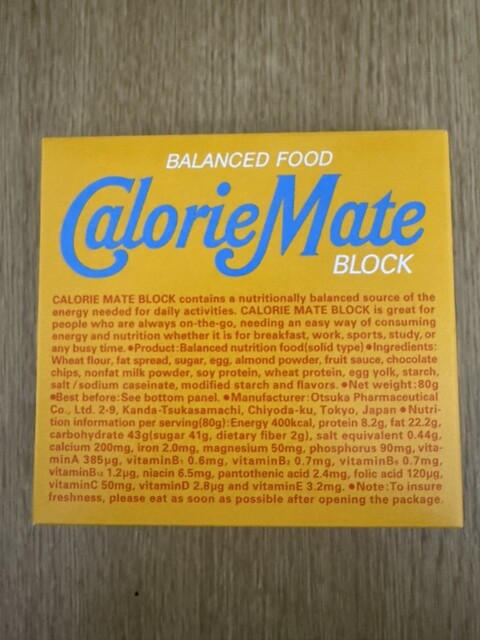 BALANCED FOOD
CalorieMate
BLOCK
CALORIE MATE BLOCK contains a nutritionally balanced source of the
energy needed for daily activities. CALORIE MATE BLOCK is great for
people who are always on-the-go, needing an easy way of consuming
energy and nutrition whether it is for breakfast, work, sports, study, or
any busy time. ●Product:Balanced nutrition food(solid type) ●Ingredients:
Wheat flour, fat spread, sugar, egg, almond powder, fruit sauce, chocolate
chips, nonfat milk powder, soy protein, wheat protein, egg yolk, starch,
salt/sodium caseinate, modified starch and flavors. ●Net weight:80g
●Best before:See bottom panel. ●Manufacturer:Otsuka Pharmaceutical
Co., Ltd. 2-9, Kanda-Tsukasamachi, Chiyoda-ku, Tokyo, Japan ●Nutri-
tion information per serving(80g):Energy 400kcal, protein 8.2g, fat 22.2g,
carbohydrate 43g(sugar 41g, dietary fiber 2g), salt equivalent 0.44g,
calcium 200mg, iron 2.0mg, magnesium 50mg, phosphorus 90mg, vita-
minA 385μg, vitaminB₁ 0.6mg, vitaminB₂ 0.7mg, vitaminB₆ 0.7mg,
vitaminB₁₂ 1.2μg, niacin 6.5mg, pantothenic acid 2.4mg, folic acid 120μg,
vitaminC 50mg, vitaminD 2.8μg and vitaminE 3.2mg. ●Note:To insure
freshness, please eat as soon as possible after opening the package.